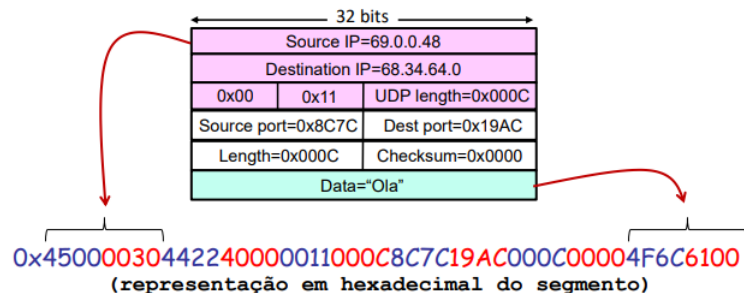 32 bits
Source IP=69.0.0.48
Destination IP=68.34.64.0
0x00 0x11 UDP length=0x000C
Source port=0x8C7C Dest port=0x19AC
Length=0x000C Checksum=0x0000
Data=“Ola”
0x45000030442240000011000C8C7C19AC000C00004F6C6100
(representação em hexadecimal do segmento)